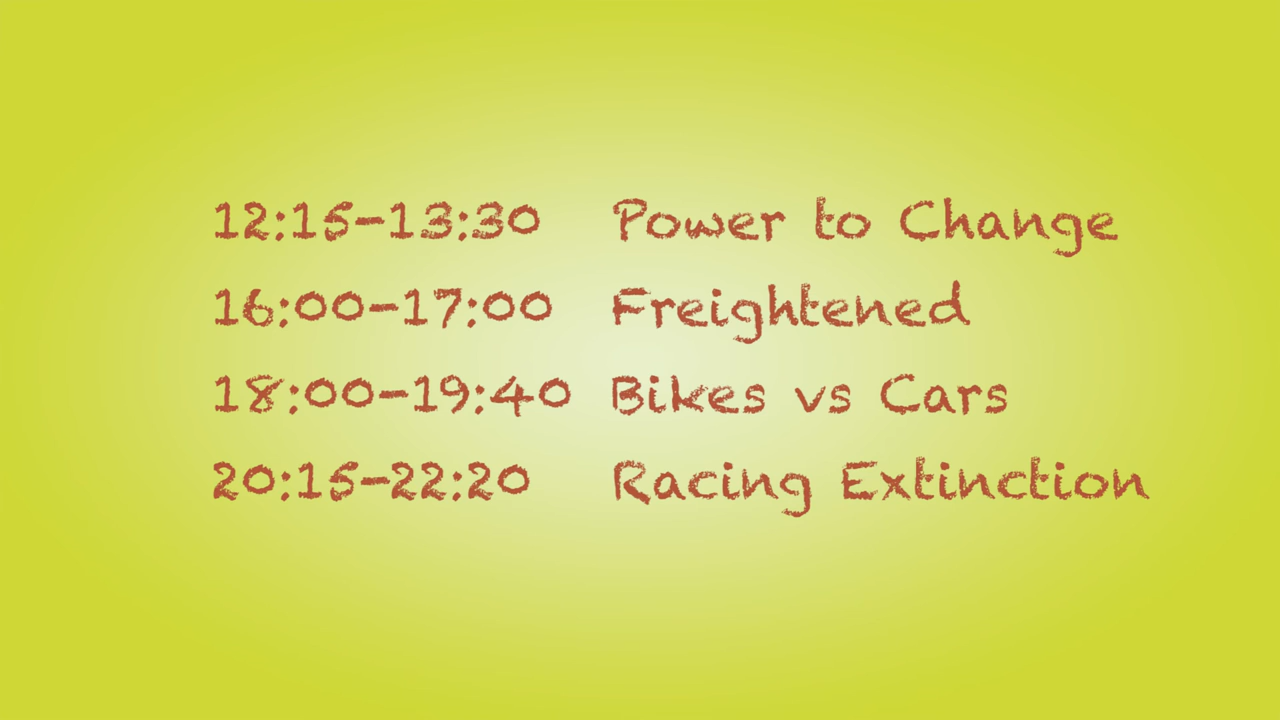 12:15-13:30 Power to Change
16:00-17:00 Freightened
18:00-19:40 Bikes vs Cars
20:15-22:20 Racing Extinction